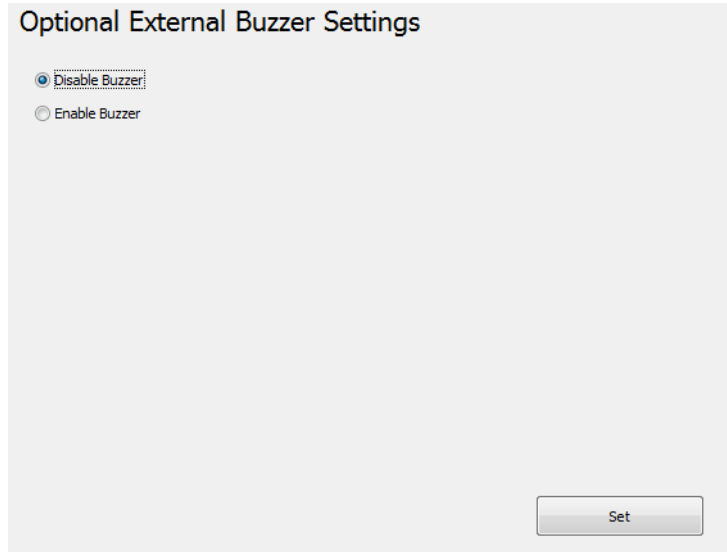 Optional External Buzzer Settings
Disable Buzzer
Enable Buzzer
Set